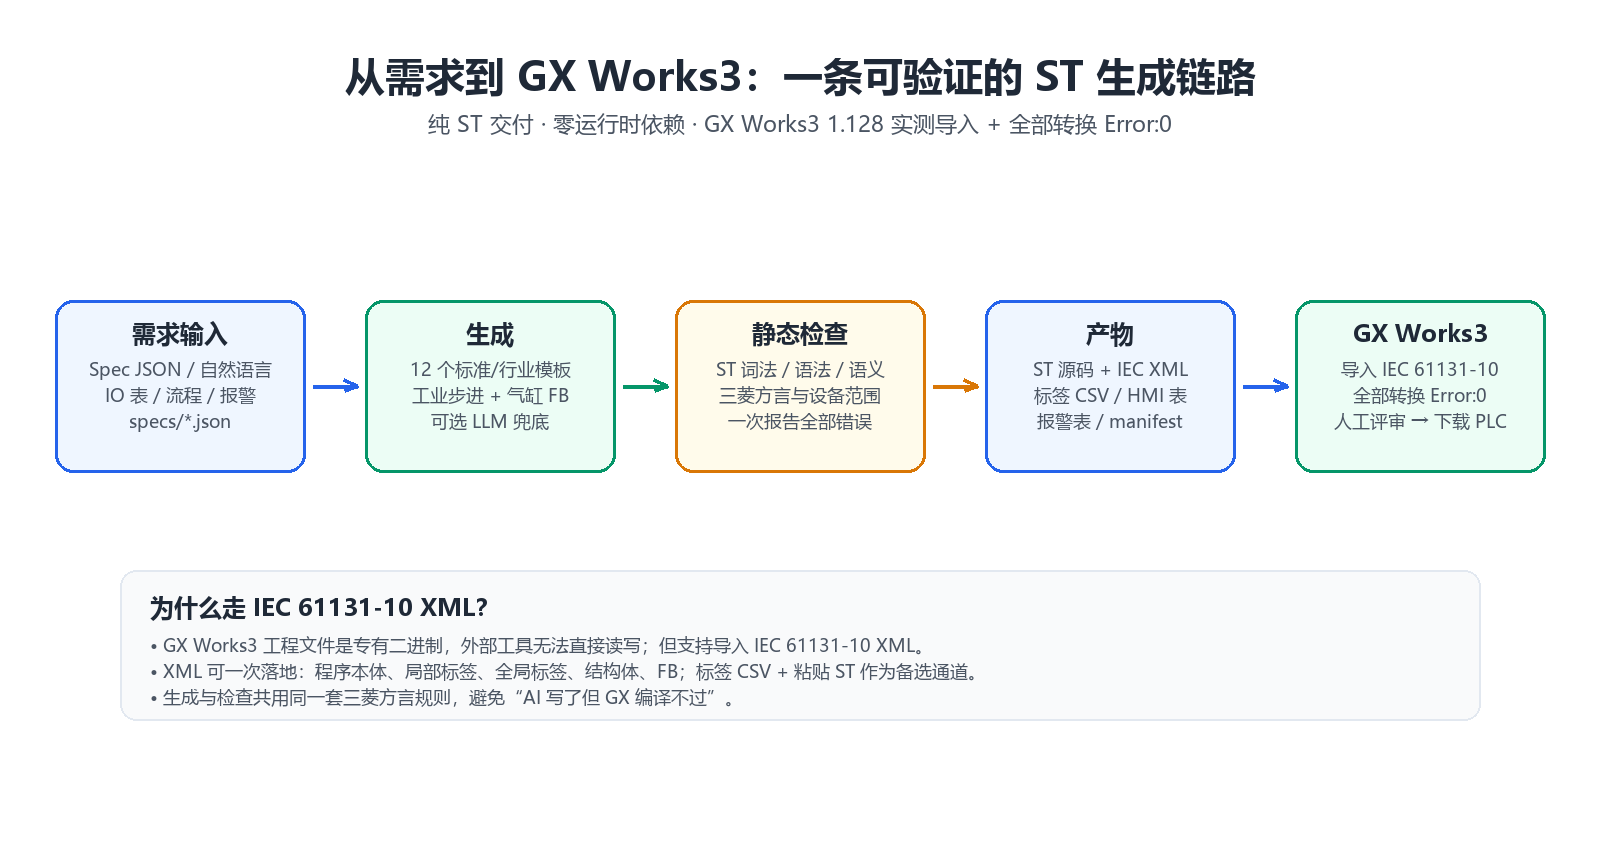 从需求到 GX Works3：一条可验证的 ST 生成链路
纯 ST 交付 · 零运行时依赖 · GX Works3 1.128 实测导入 + 全部转换 Error:0
需求输入
Spec JSON / 自然语言
IO 表 / 流程 / 报警
specs/*.json
生成
12 个标准/行业模板
工业步进 + 气缸 FB
可选 LLM 兜底
静态检查
ST 词法 / 语法 / 语义
三菱方言与设备范围
一次报告全部错误
产物
ST 源码 + IEC XML
标签 CSV / HMI 表
报警表 / manifest
GX Works3
导入 IEC 61131-10
全部转换 Error:0
人工评审 → 下载 PLC
为什么走 IEC 61131-10 XML?
• GX Works3 工程文件是专有二进制，外部工具无法直接读写；但支持导入 IEC 61131-10 XML。
• XML 可一次落地：程序本体、局部标签、全局标签、结构体、FB；标签 CSV + 粘贴 ST 作为备选通道。
• 生成与检查共用同一套三菱方言规则，避免“AI 写了但 GX 编译不过”。